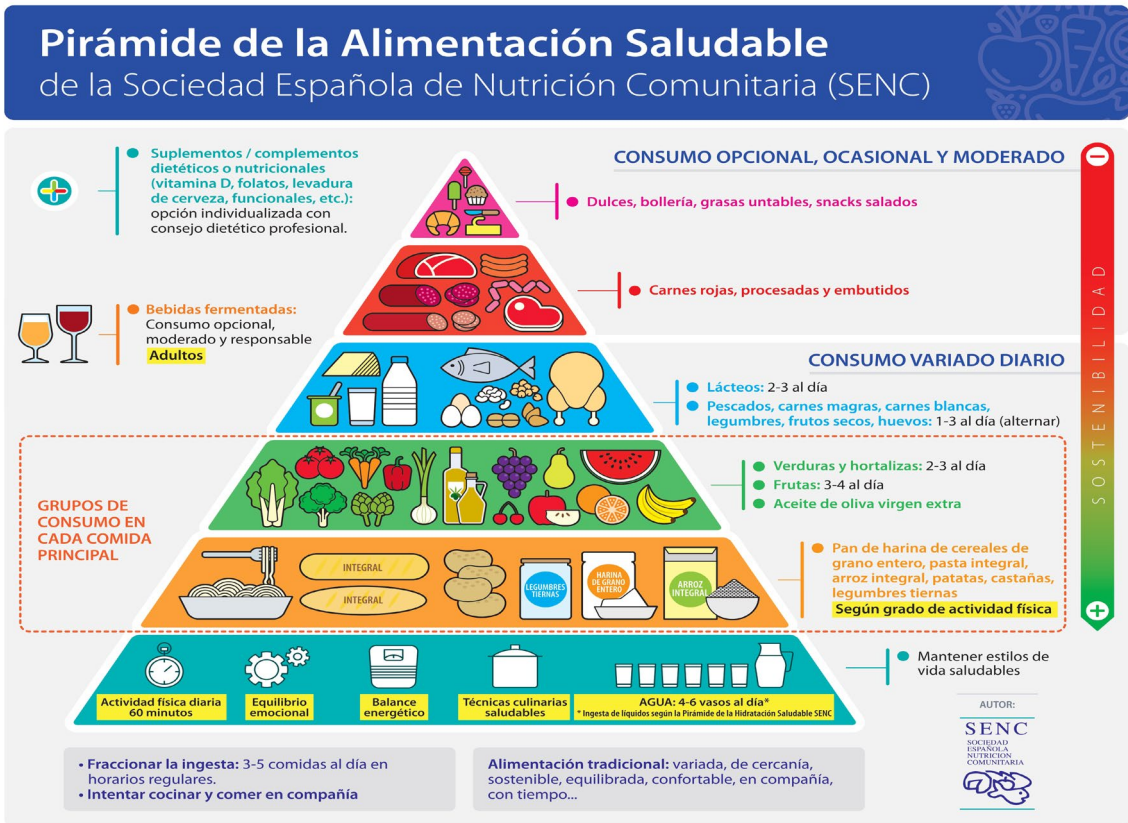 Pirámide de la Alimentación Saludable
de la Sociedad Española de Nutrición Comunitaria (SENC)
Suplementos / complementos
dietéticos o nutricionales
(vitamina D, folatos, levadura
de cerveza, funcionales, etc.):
opción individualizada con
consejo dietético profesional.
CONSUMO OPCIONAL, OCASIONAL Y MODERADO
Dulces, bollería, grasas untables, snacks salados
Carnes rojas, procesadas y embutidos
Bebidas fermentadas:
Consumo opcional,
moderado y responsable
Adultos
CONSUMO VARIADO DIARIO
Lácteos: 2-3 al día
Pescados, carnes magras, carnes blancas,
legumbres, frutos secos, huevos: 1-3 al día (alternar)
SOSTENIBILIDAD
GRUPOS DE
CONSUMO EN
CADA COMIDA
PRINCIPAL
Verduras y hortalizas: 2-3 al día
Frutas: 3-4 al día
Aceite de oliva virgen extra
INTEGRAL
INTEGRAL
LEGUMBRES
TIERNAS
HARINA
DE GRANO
ENTERO
ARROZ
INTEGRAL
Pan de harina de cereales de
grano entero, pasta integral,
arroz integral, patatas, castañas,
legumbres tiernas
Según grado de actividad física
Actividad física diaria
60 minutos
Equilibrio
emocional
Balance
energético
Técnicas culinarias
saludables
AGUA: 4-6 vasos al día*
* Ingesta de líquidos según la Pirámide de la Hidratación Saludable SENC
Mantener estilos de
vida saludables
• Fraccionar la ingesta: 3-5 comidas al día en
horarios regulares.
• Intentar cocinar y comer en compañía
Alimentación tradicional: variada, de cercanía,
sostenible, equilibrada, confortable, en compañía,
con tiempo...
AUTOR:
SENC
SOCIEDAD
ESPAÑOLA
NUTRICION
COMUNITARIA